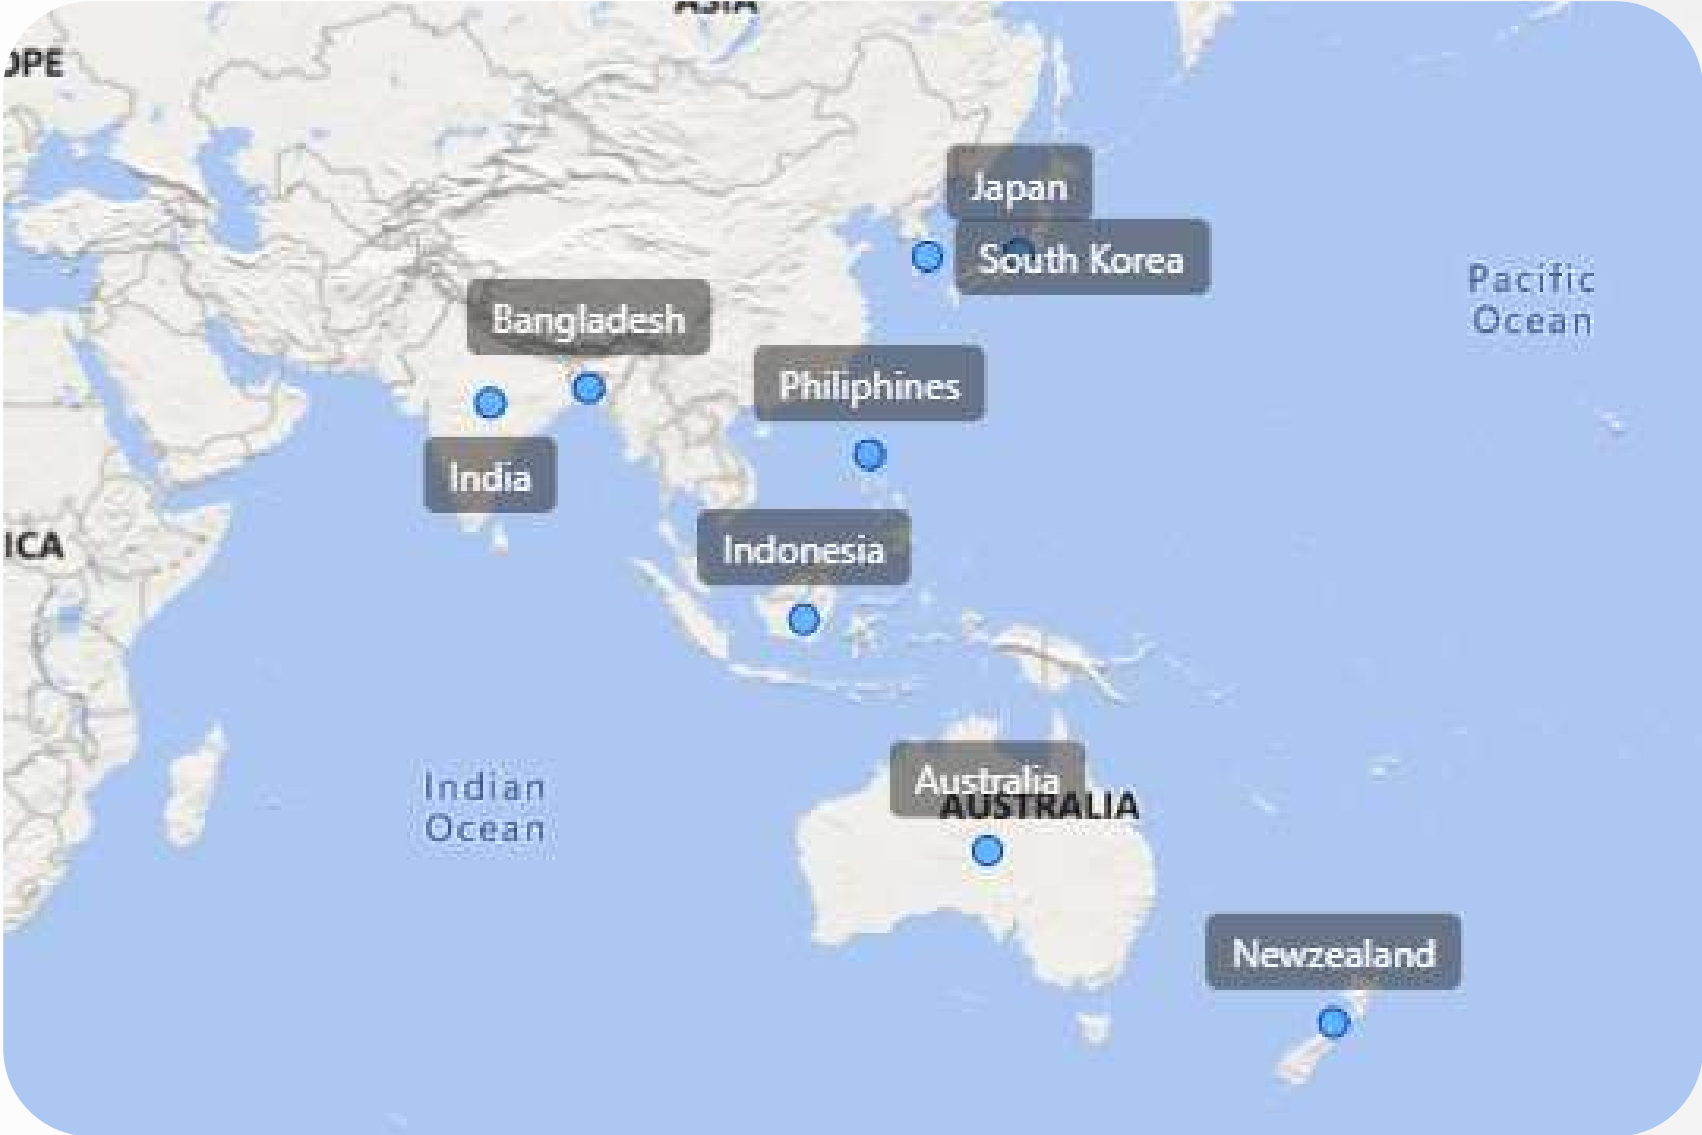 ASIA
OPE
Japan
South Korea
Pacific
Ocean
Bangladesh
Philiphines
India
Indonesia
ICA
Australia
AUSTRALIA
Indian
Ocean
Newzealand